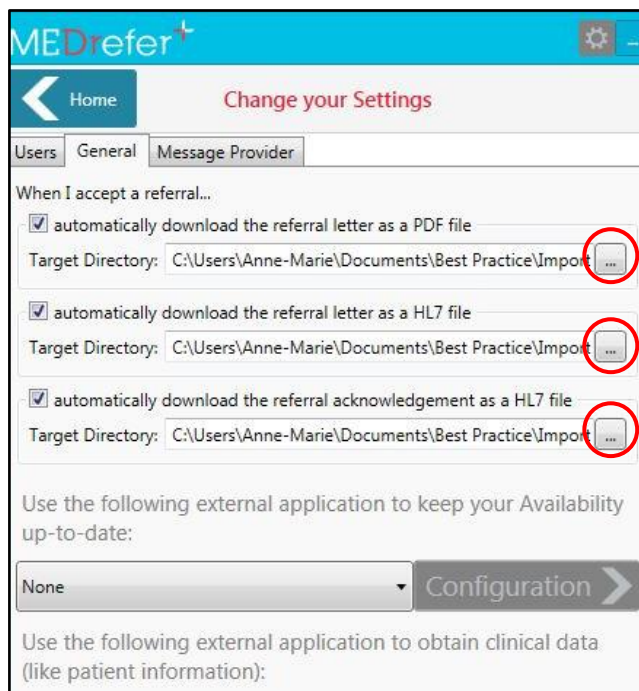 MEDrefer+
Home
Change your Settings
Users General Message Provider
When I accept a referral...
automatically download the referral letter as a PDF file
Target Directory: C:\Users\Anne-Marie\Documents\Best Practice\Import ...
automatically download the referral letter as a HL7 file
Target Directory: C:\Users\Anne-Marie\Documents\Best Practice\Import ...
automatically download the referral acknowledgement as a HL7 file
Target Directory: C:\Users\Anne-Marie\Documents\Best Practice\Import ...
Use the following external application to keep your Availability
up-to-date:
None
Configuration
Use the following external application to obtain clinical data
(like patient information):